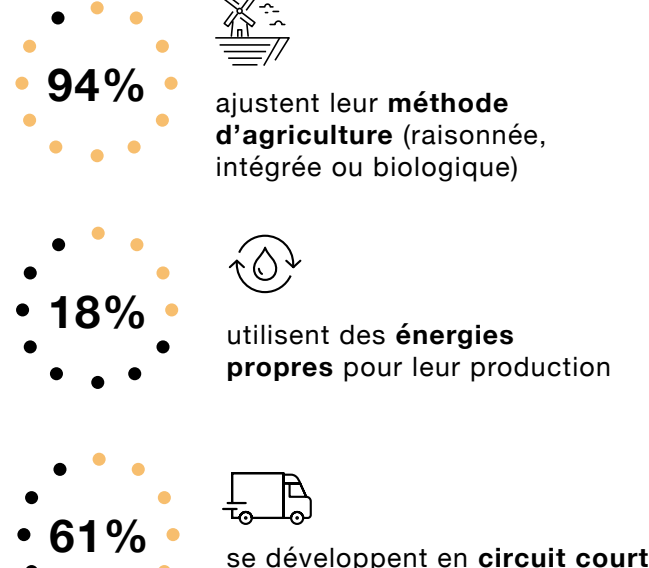 94%
ajustent leur méthode
d’agriculture (raisonnée,
intégrée ou biologique)
18%
utilisent des énergies
propres pour leur production
61%
se développent en circuit court